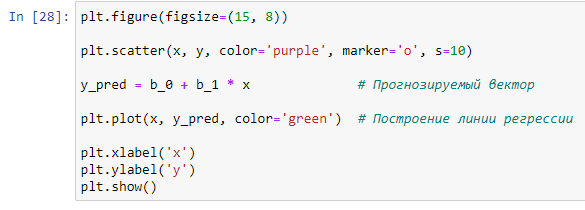 In [28]: plt.figure(figsize=(15, 8))
plt.scatter(x, y, color='purple', marker='o', s=10)
y_pred = b_0 + b_1 * x # Прогнозируемый вектор
plt.plot(x, y_pred, color='green') # Построение линии регрессии
plt.xlabel('x')
plt.ylabel('y')
plt.show()